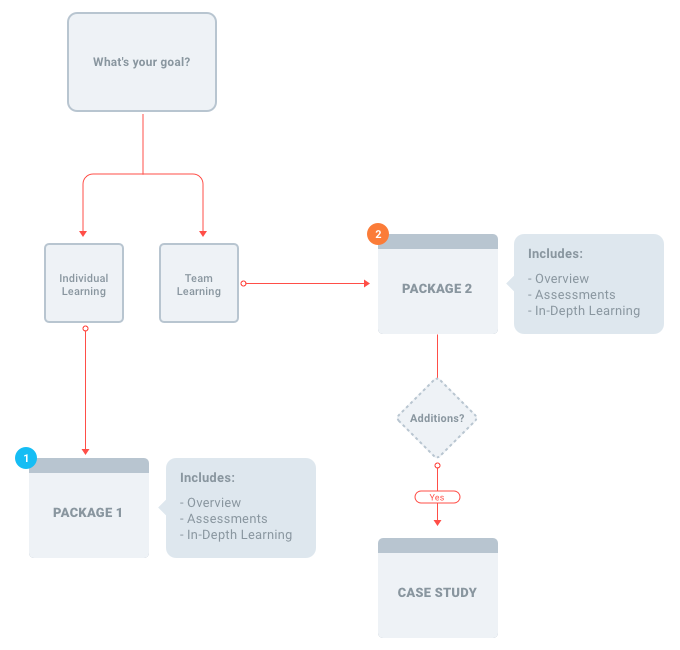 What's your goal?
Individual
Learning
Team
Learning
2
PACKAGE 2
Includes:
- Overview
- Assessments
- In-Depth Learning
Additions?
Yes
CASE STUDY
1
PACKAGE 1
Includes:
- Overview
- Assessments
- In-Depth Learning